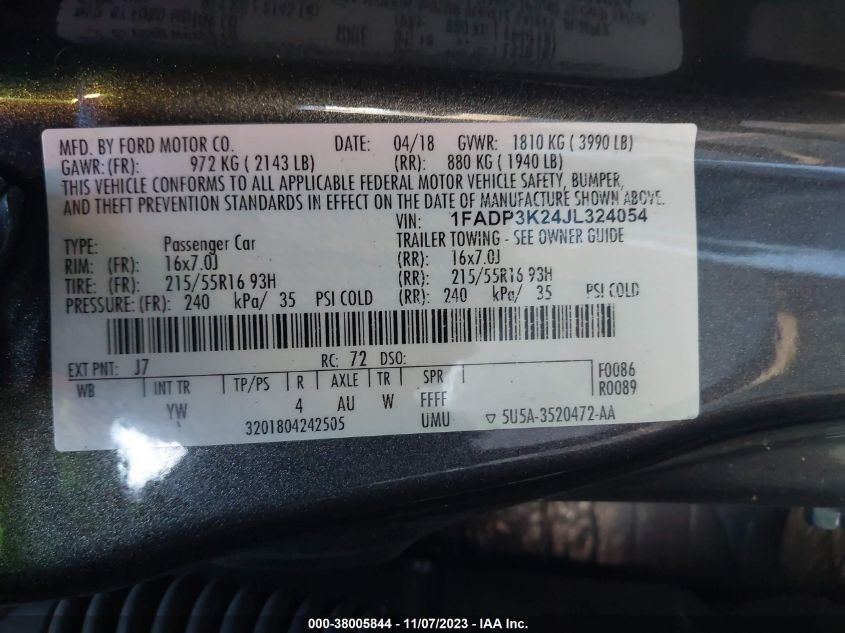 MFD. BY FORD MOTOR CO. DATE: 04/18 GVWR: 1810 KG ( 3990 LB)
GAWR: (FR): 972 KG ( 2143 LB) (RR): 880 KG ( 1940 LB)
THIS VEHICLE CONFORMS TO ALL APPLICABLE FEDERAL MOTOR VEHICLE SAFETY, BUMPER,
AND THEFT PREVENTION STANDARDS IN EFFECT ON THE DATE OF MANUFACTURE SHOWN ABOVE.
VIN: 1FADP3K24JL324054
TYPE: Passenger Car TRAILER TOWING - SEE OWNER GUIDE
RIM: (FR): 16x7.0J (RR): 16x7.0J
TIRE: (FR): 215/55R16 93H (RR): 215/55R16 93H
PRESSURE: (FR): 240 kPa/ 35 PSI COLD (RR): 240 kPa/ 35 PSI COLD
EXT PNT: J7 RC: 72 DSO:
WB INT TR TP/PS R AXLE TR SPR F0086
R0089
YW 4 AU W FFFF
3201804242505 UMU ▽ 5U5A-3520472-AA
000-38005844 - 11/07/2023 - IAA Inc.